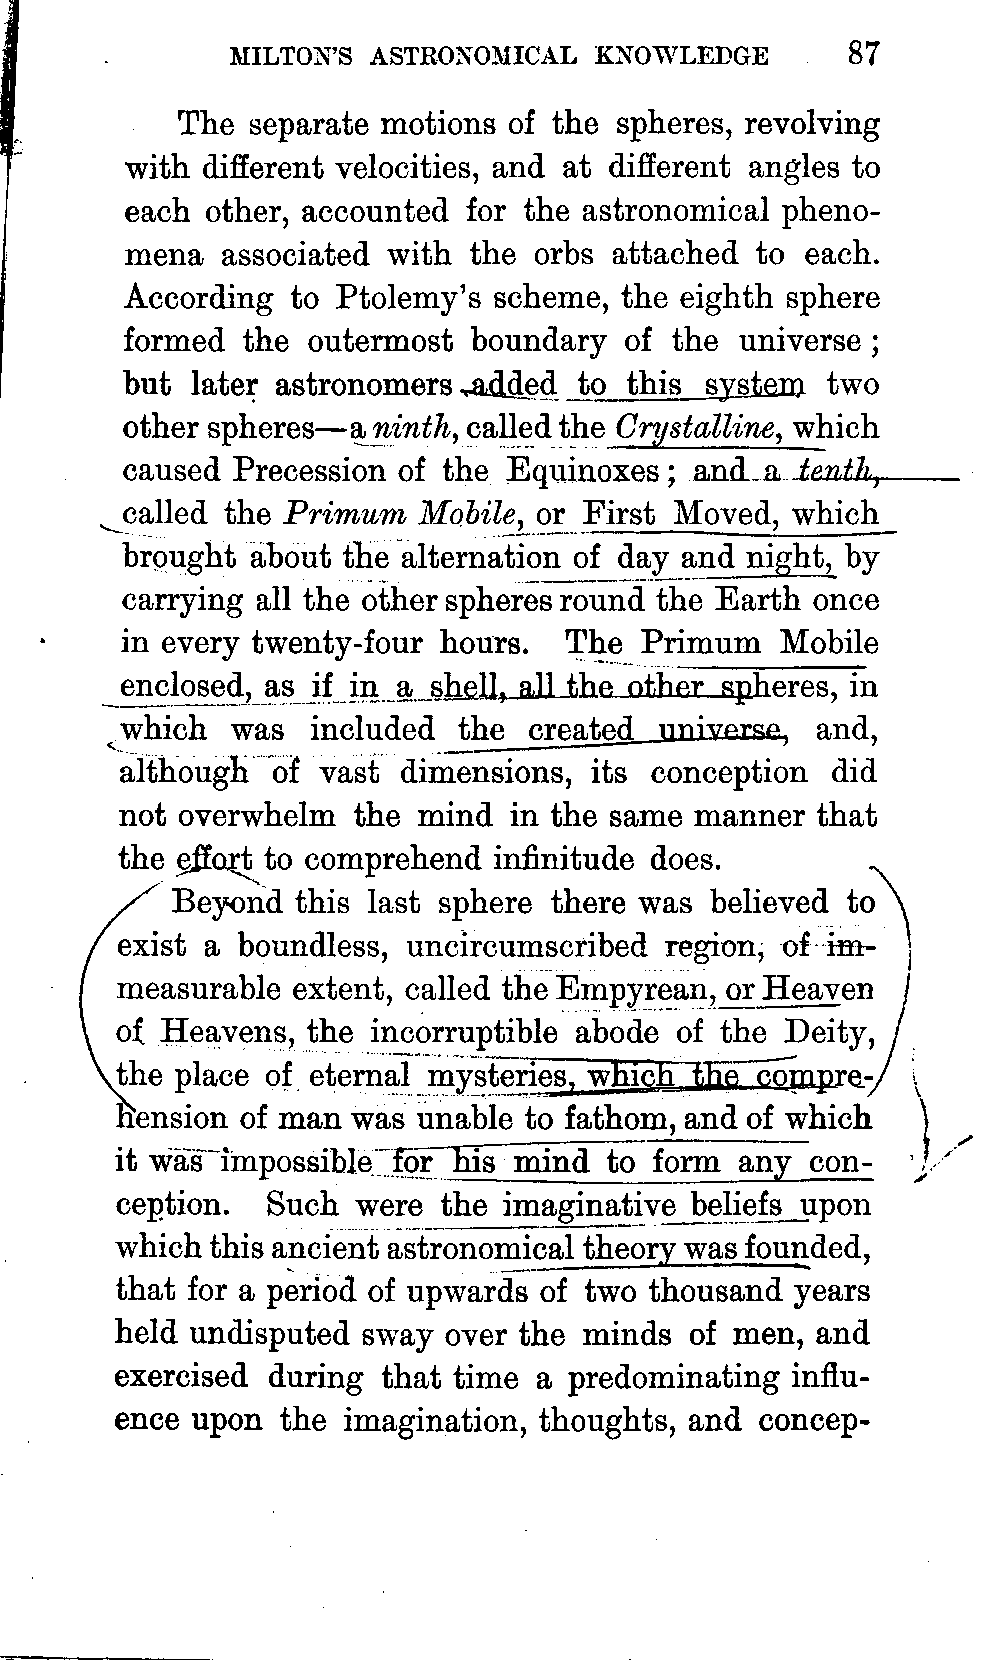 MILTON'S ASTRONOMICAL KNOWLEDGE 87
The separate motions of the spheres, revolving
with different velocities, and at different angles to
each other, accounted for the astronomical pheno-
mena associated with the orbs attached to each.
According to Ptolemy's scheme, the eighth sphere
formed the outermost boundary of the universe ;
but later astronomers added to this system two
other spheres—a ninth, called the Crystalline, which
caused Precession of the Equinoxes ; and a tenth,
called the Primum Mobile, or First Moved, which
brought about the alternation of day and night, by
carrying all the other spheres round the Earth once
in every twenty-four hours. The Primum Mobile
enclosed, as if in a shell, all the other spheres, in
which was included the created universe, and,
although of vast dimensions, its conception did
not overwhelm the mind in the same manner that
the effort to comprehend infinitude does.
Beyond this last sphere there was believed to
exist a boundless, uncircumscribed region, of im-
measurable extent, called the Empyrean, or Heaven
of Heavens, the incorruptible abode of the Deity,
the place of eternal mysteries, which the compre-
hension of man was unable to fathom, and of which
it was impossible for his mind to form any con-
ception. Such were the imaginative beliefs upon
which this ancient astronomical theory was founded,
that for a period of upwards of two thousand years
held undisputed sway over the minds of men, and
exercised during that time a predominating influ-
ence upon the imagination, thoughts, and concep-